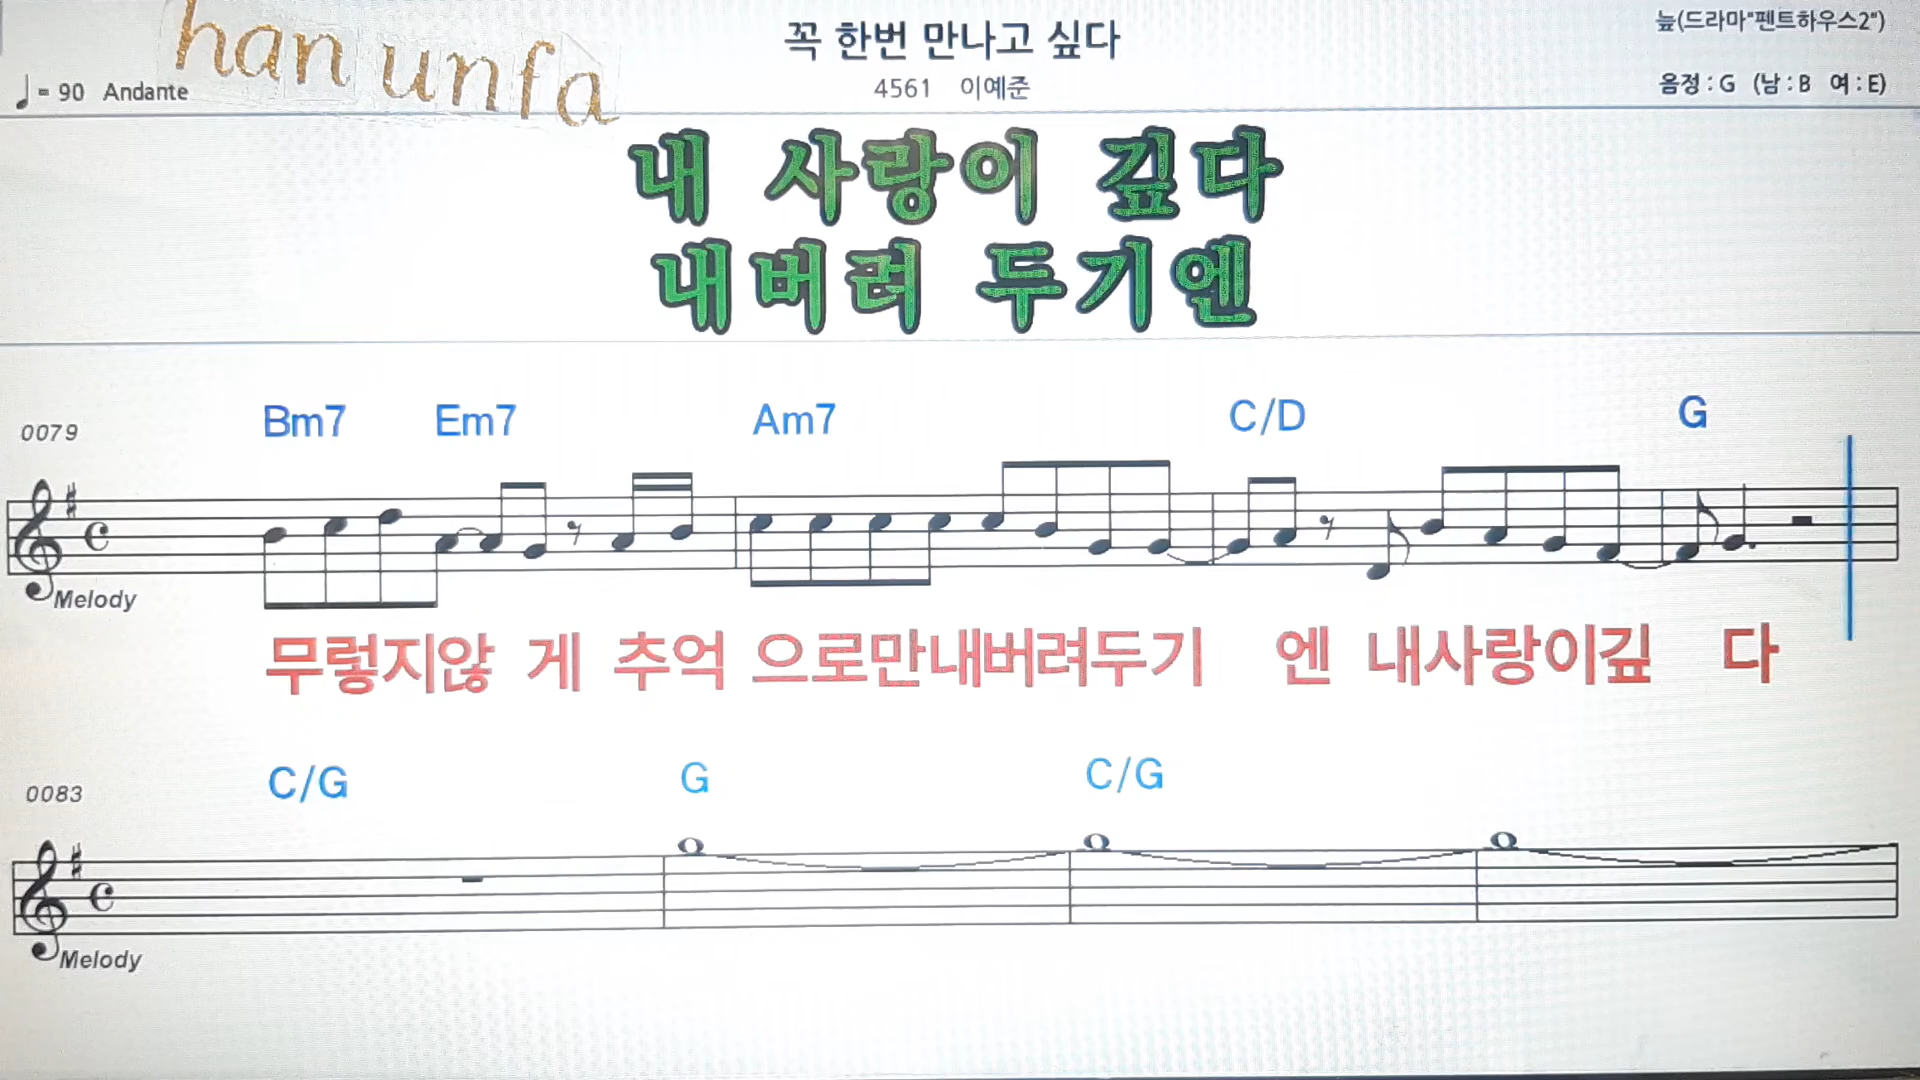 han unfa
꼭 한번 만나고 싶다
늪(드라마"펜트하우스2")
♩= 90 Andante
4561 이예준
음정 : G (남 : B 여 : E)
내 사랑이 깊다
내버려 두기엔
0079
Bm7 Em7 Am7 C/D G
Melody
무렇지않 게 추억 으로만내버려두기 엔 내사랑이깊 다
0083
C/G G C/G
Melody